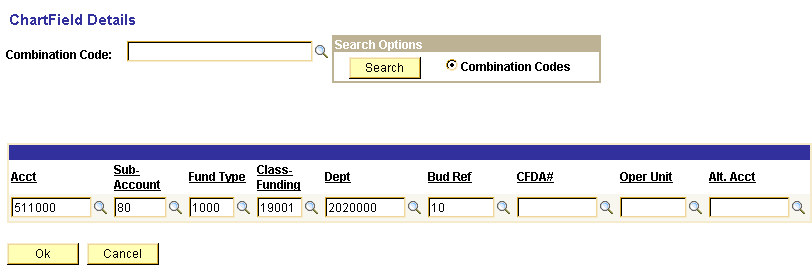 ChartField Details
Combination Code:
Search Options
Search Combination Codes
Acct Sub-Account Fund Type Class-Funding Dept Bud Ref CFDA# Oper Unit Alt. Acct
511000 80 1000 19001 2020000 10
Ok Cancel